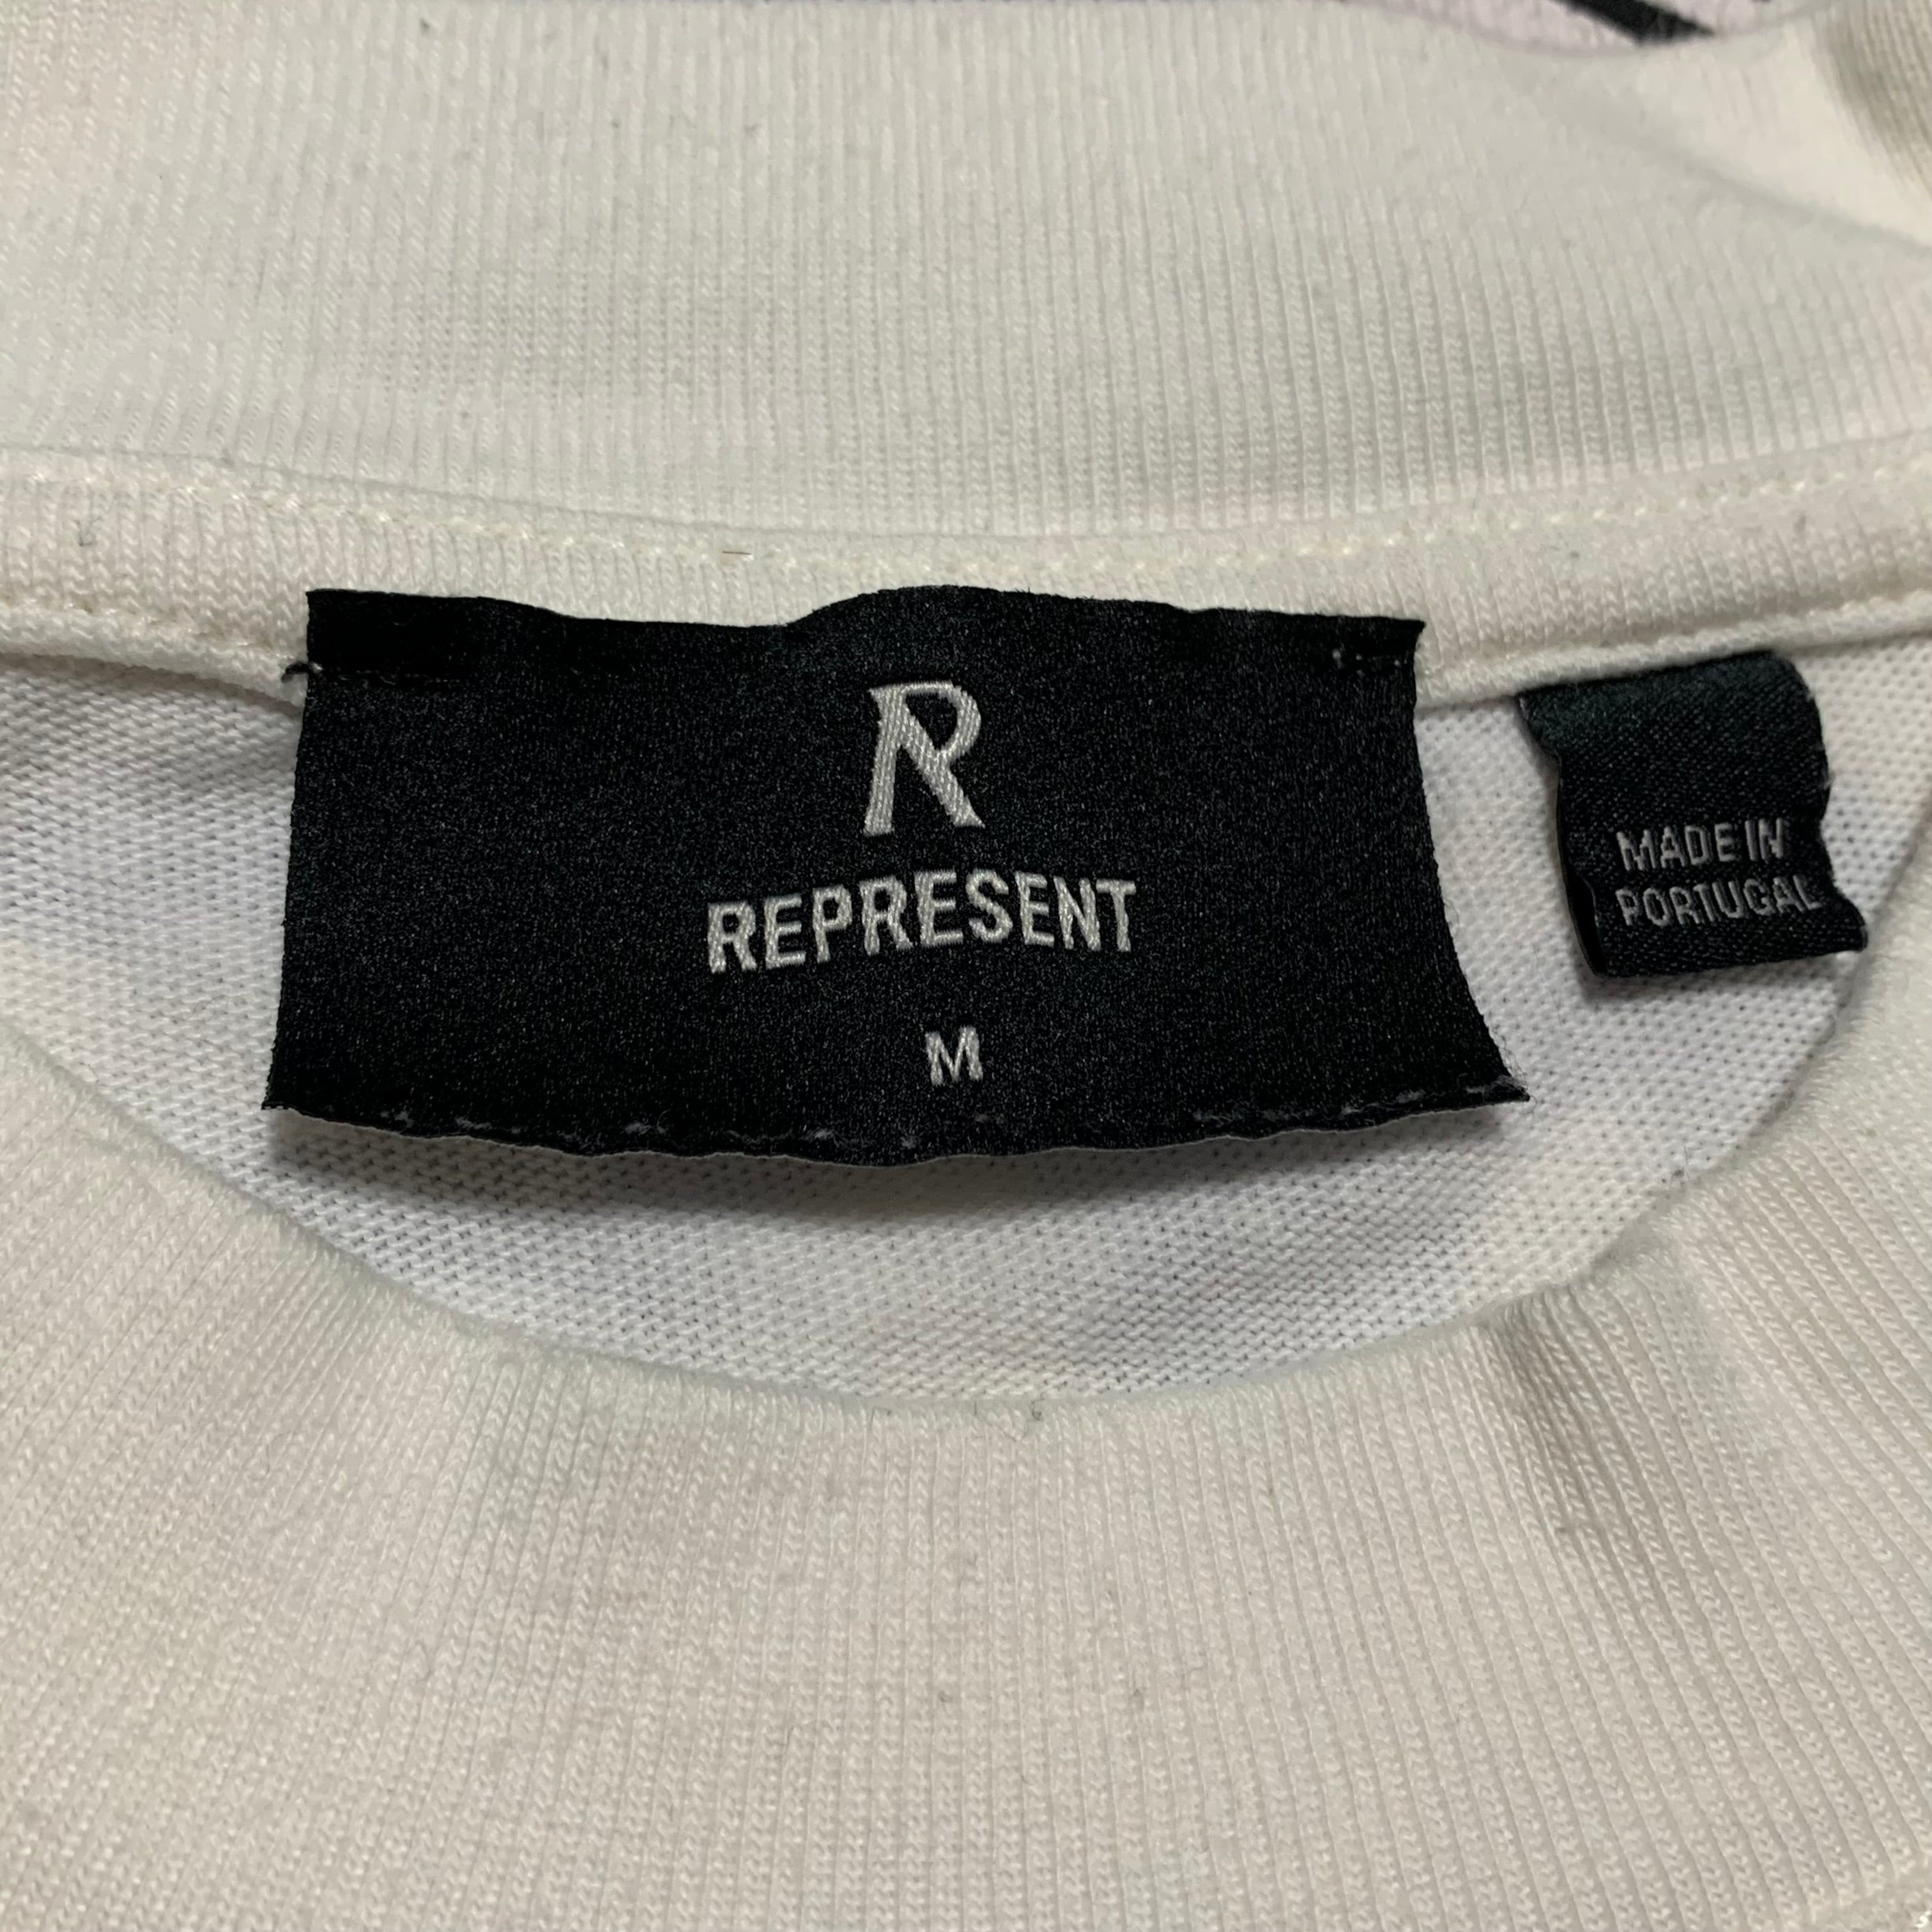 R
REPRESENT
M
MADE IN
PORTUGAL